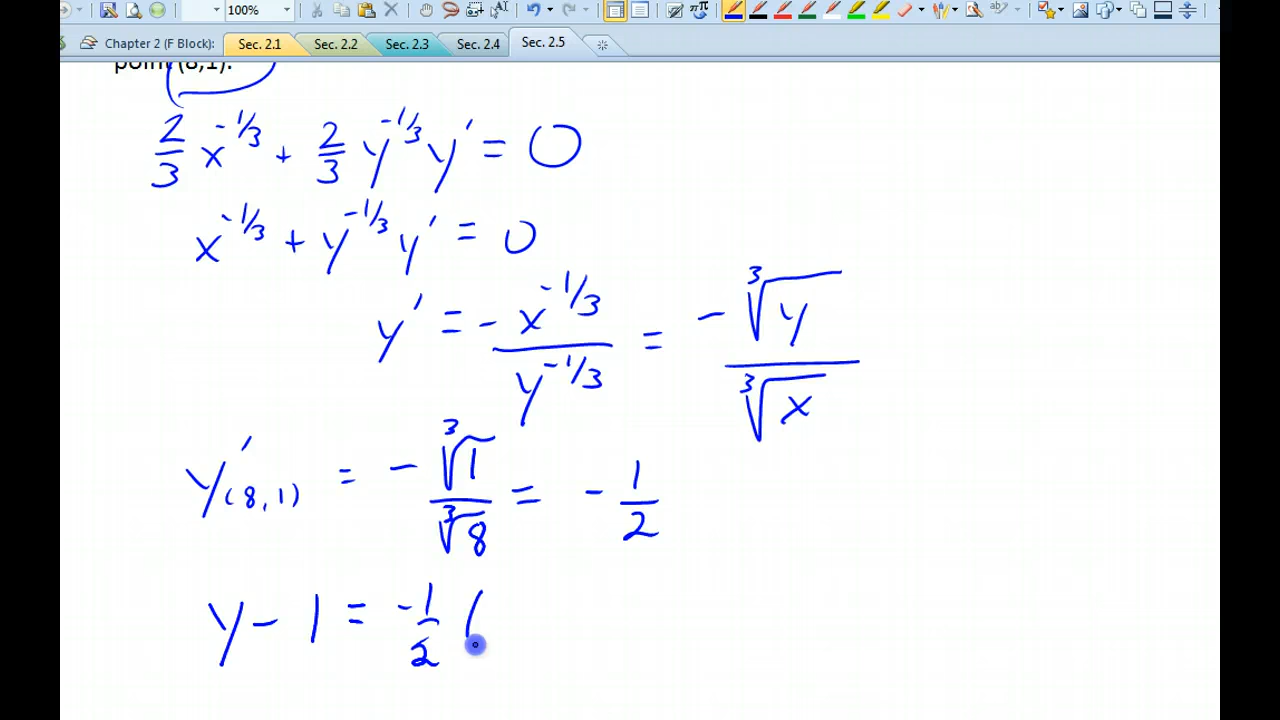 100%
Chapter 2 (F Block): Sec. 2.1 Sec. 2.2 Sec. 2.3 Sec. 2.4 Sec. 2.5
point (8,1).
2/3 x^(-1/3) + 2/3 y^(-1/3) y' = 0
x^(-1/3) + y^(-1/3) y' = 0
y' = - x^(-1/3) / y^(-1/3) = -∛y / ∛x
y'(8,1) = - ∛1 / ∛8 = - 1/2
y - 1 = -1/2 (